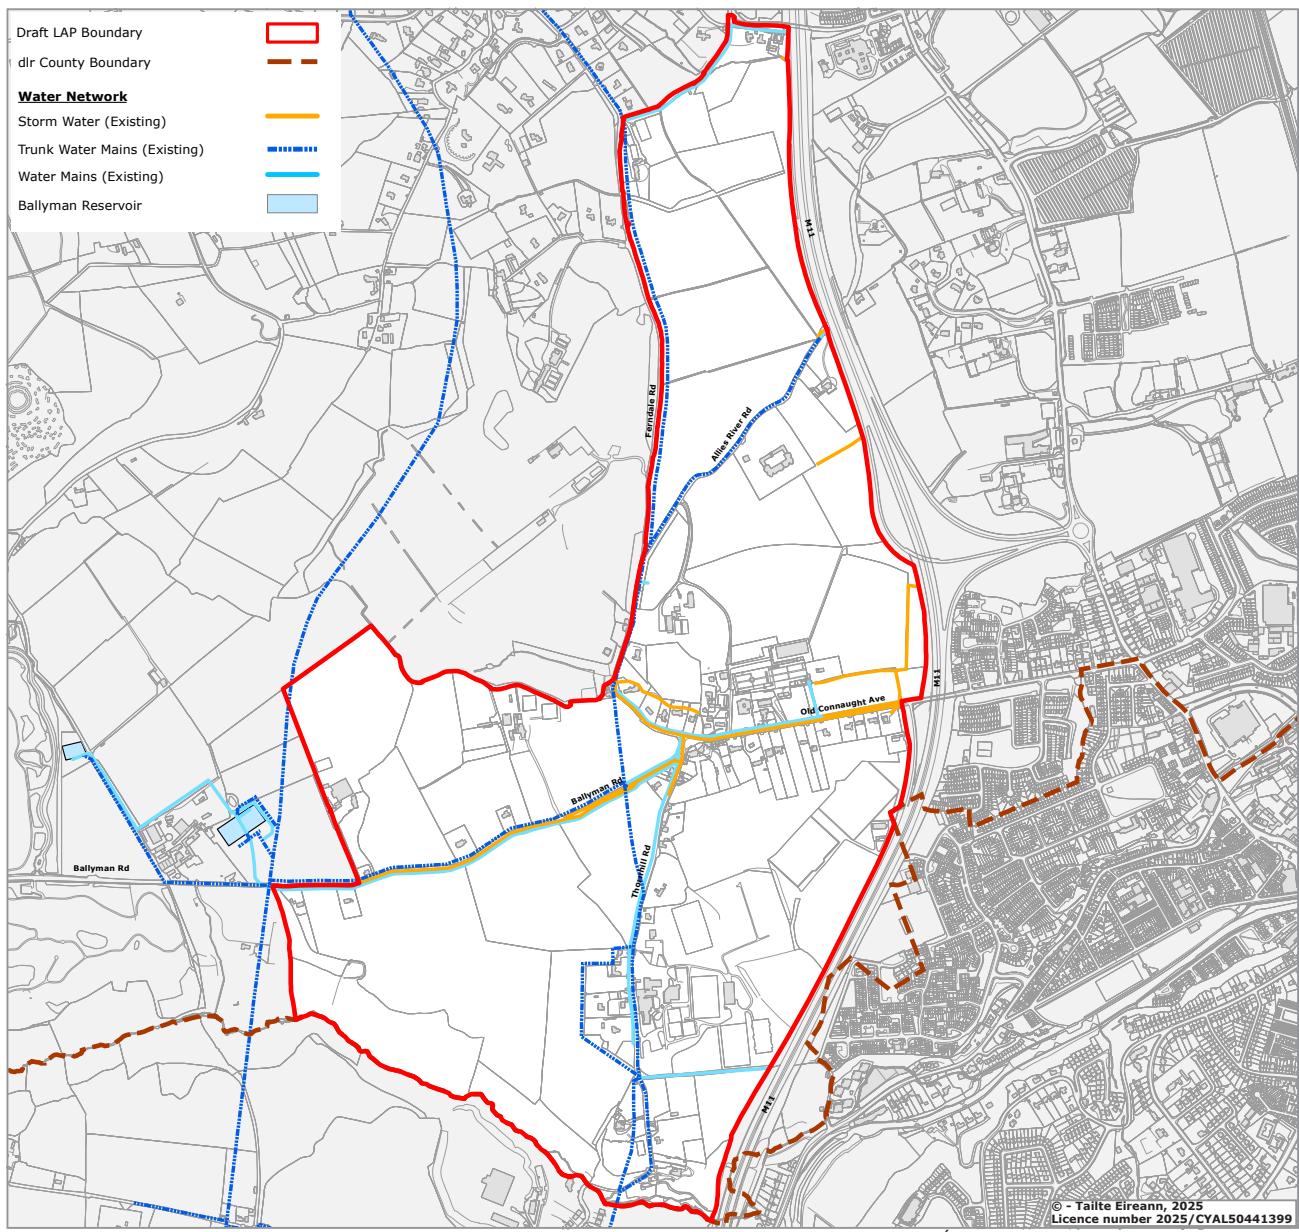 Draft LAP Boundary
dlr County Boundary
Water Network
Storm Water (Existing)
Trunk Water Mains (Existing)
Water Mains (Existing)
Ballyman Reservoir
M11
Ferndale Rd
Allies River Rd
M11
Old Connaught Ave
Ballyman Rd
Thornhill Rd
Ballyman Rd
M11
© - Tailte Eireann, 2025
Licence number 2025/CYAL50441399